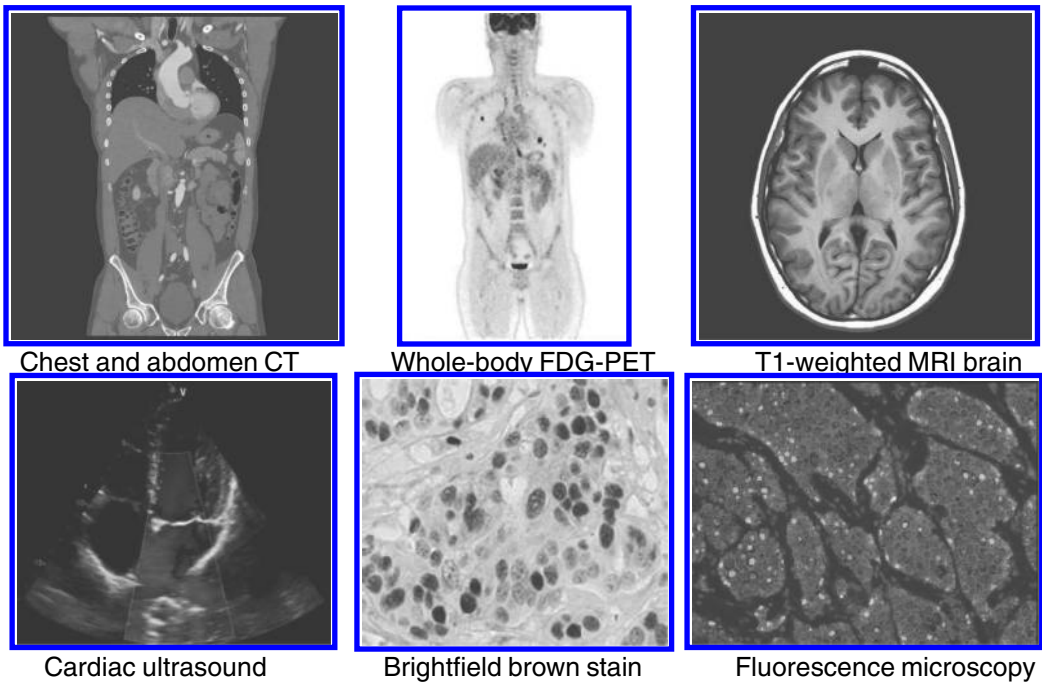 Chest and abdomen CT
Whole-body FDG-PET
T1-weighted MRI brain
V
Cardiac ultrasound
Brightfield brown stain
Fluorescence microscopy